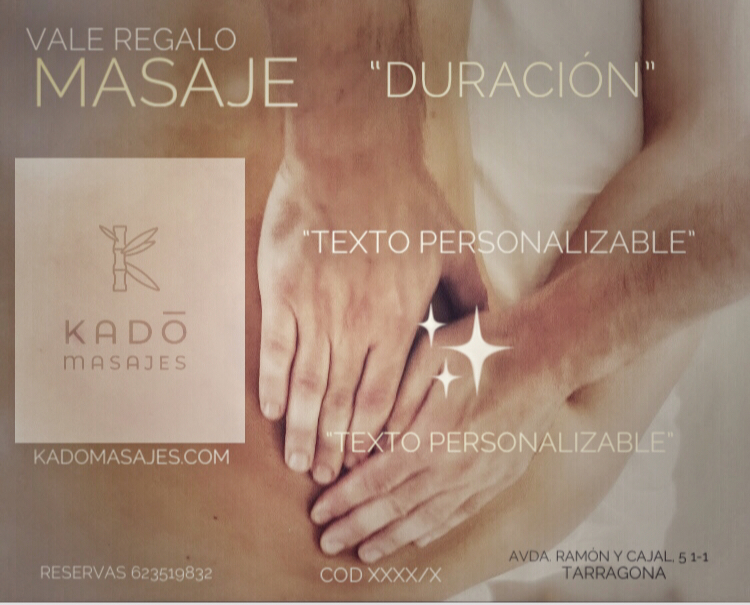 VALE REGALO
MASAJE
"DURACIÓN"
"TEXTO PERSONALIZABLE"
KADŌ
MASAJES
"TEXTO PERSONALIZABLE"
KADOMASAJES.COM
RESERVAS 623519832
COD XXXX/X
AVDA. RAMÓN Y CAJAL, 5 1-1
TARRAGONA